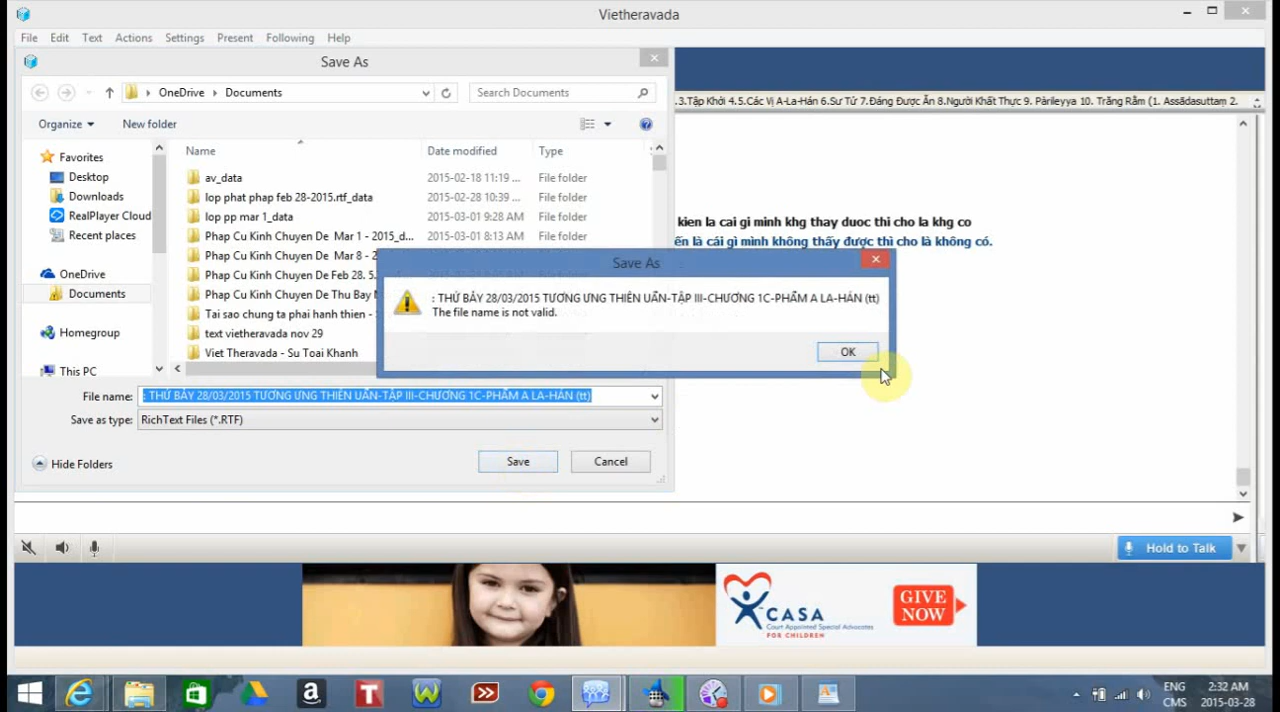 Vietheravada
File Edit Text Actions Settings Present Following Help
Save As
OneDrive Documents
Search Documents
.3.Tập Khởi 4.5.Các Vị A-La-Hán 6.Sư Tử 7.Đáng Được Ăn 8.Người Khất Thực 9. Pārileyya 10. Trăng Rằm (1. Assādasuttaṃ 2.
Organize New folder
Name Date modified Type
Favorites
Desktop
Downloads
RealPlayer Cloud
Recent places
OneDrive
Documents
Homegroup
This PC
av_data 2015-02-18 11:19 ... File folder
lop phat phap feb 28-2015.rtf_data 2015-02-28 10:39 ... File folder
lop pp mar 1_data 2015-03-01 9:28 AM File folder
Phap Cu Kinh Chuyen De Mar 1 - 2015_d... 2015-03-01 8:13 AM File folder
Phap Cu Kinh Chuyen De Mar 8 -
Phap Cu Kinh Chuyen De Feb 28. 5.
Phap Cu Kinh Chuyen De Thu Bay
Tai sao chung ta phai hanh thien -
text vietheravada nov 29
Viet Theravada - Su Toai Khanh
kien la cai gi minh khg thay duoc thi cho la khg co
ến là cái gì mình không thấy được thì cho là không có.
Save As
: THỨ BẢY 28/03/2015 TƯƠNG ƯNG THIÊN UẨN-TẬP III-CHƯƠNG 1C-PHẨM A LA-HÁN (tt)
The file name is not valid.
OK
File name: : THỨ BẢY 28/03/2015 TƯƠNG ƯNG THIÊN UẨN-TẬP III-CHƯƠNG 1C-PHẨM A LA-HÁN (tt)
Save as type: RichText Files (*.RTF)
Hide Folders
Save Cancel
Hold to Talk
CASA
Court Appointed Special Advocates
FOR CHILDREN
GIVE
NOW
ENG
CMS
2:32 AM
2015-03-28